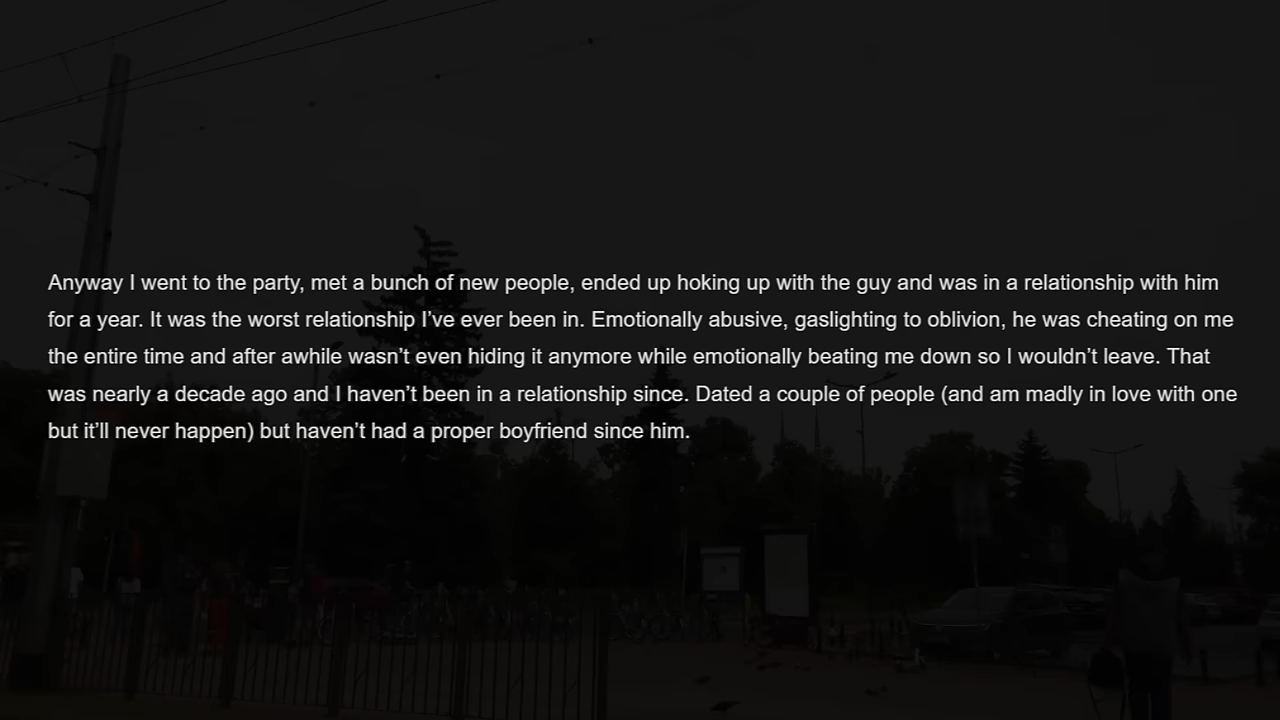 Anyway I went to the party, met a bunch of new people, ended up hoking up with the guy and was in a relationship with him
for a year. It was the worst relationship I’ve ever been in. Emotionally abusive, gaslighting to oblivion, he was cheating on me
the entire time and after awhile wasn’t even hiding it anymore while emotionally beating me down so I wouldn’t leave. That
was nearly a decade ago and I haven’t been in a relationship since. Dated a couple of people (and am madly in love with one
but it’ll never happen) but haven’t had a proper boyfriend since him.